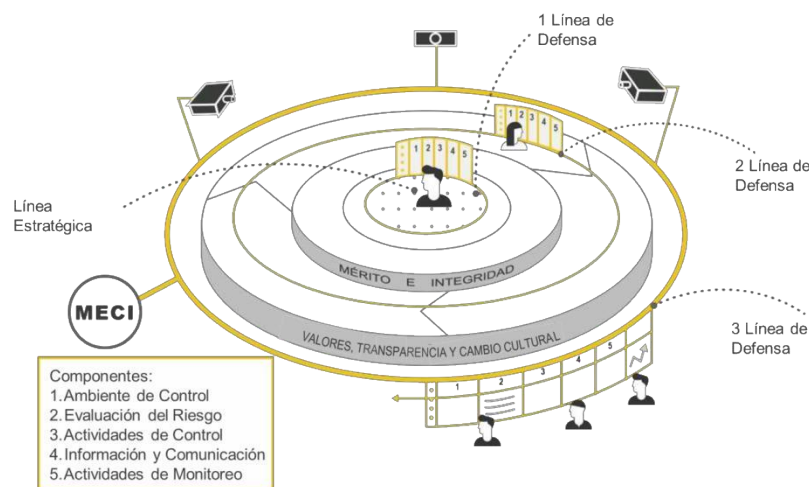 1 Línea de
Defensa
1 2 3 4 5
1 2 3 4 5
2 Línea de
Defensa
Línea
Estratégica
MÉRITO E INTEGRIDAD
MECI
VALORES, TRANSPARENCIA Y CAMBIO CULTURAL
3 Línea de
Defensa
1 2 3 4 5
Componentes:
1.Ambiente de Control
2.Evaluación del Riesgo
3.Actividades de Control
4.Información y Comunicación
5.Actividades de Monitoreo